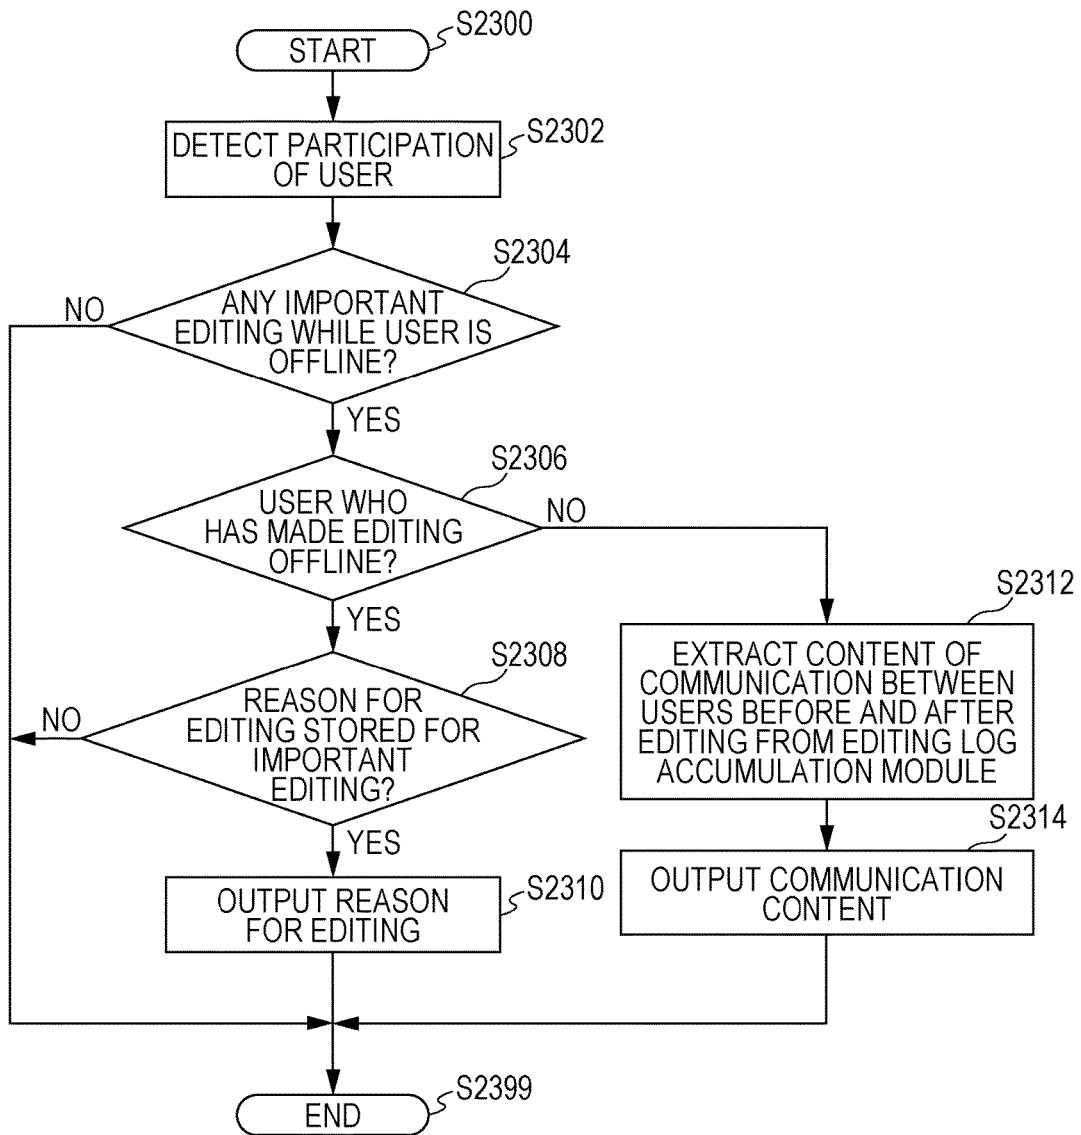 S2300
START
S2302
DETECT PARTICIPATION
OF USER
S2304
NO
ANY IMPORTANT
EDITING WHILE USER IS
OFFLINE?
YES
S2306
USER WHO
HAS MADE EDITING
OFFLINE?
NO
YES
S2308
REASON FOR
EDITING STORED FOR
IMPORTANT
EDITING?
NO
YES
S2310
OUTPUT REASON
FOR EDITING
S2312
EXTRACT CONTENT OF
COMMUNICATION BETWEEN
USERS BEFORE AND AFTER
EDITING FROM EDITING LOG
ACCUMULATION MODULE
S2314
OUTPUT COMMUNICATION
CONTENT
S2399
END